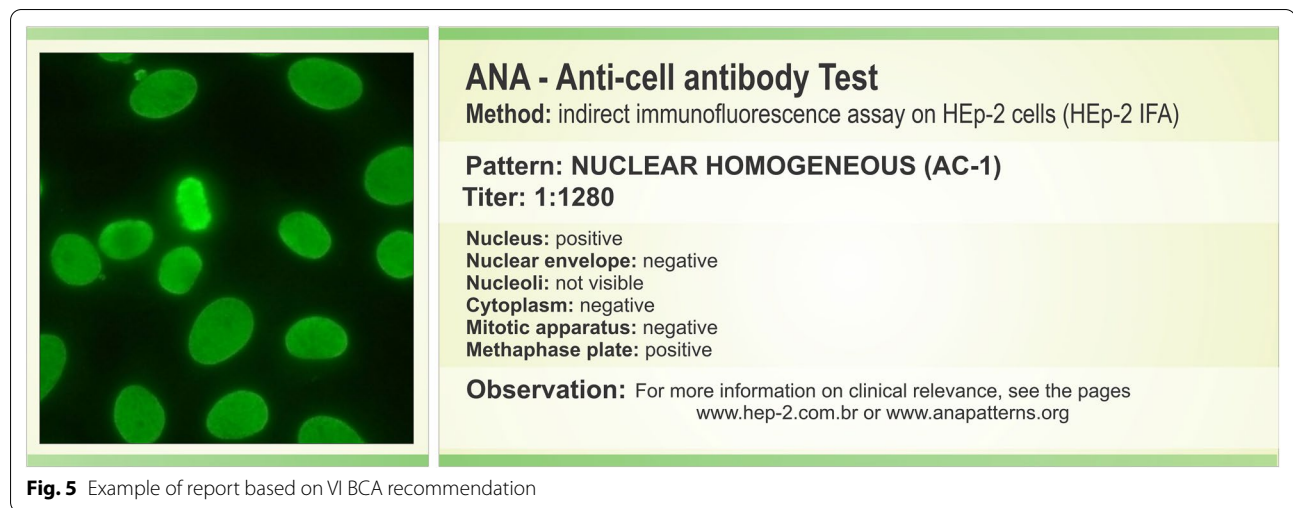 ANA - Anti-cell antibody Test
Method: indirect immunofluorescence assay on HEp-2 cells (HEp-2 IFA)
Pattern: NUCLEAR HOMOGENEOUS (AC-1)
Titer: 1:1280
Nucleus: positive
Nuclear envelope: negative
Nucleoli: not visible
Cytoplasm: negative
Mitotic apparatus: negative
Methaphase plate: positive
Observation: For more information on clinical relevance, see the pages
www.hep-2.com.br or www.anapatterns.org
Fig. 5 Example of report based on VI BCA recommendation